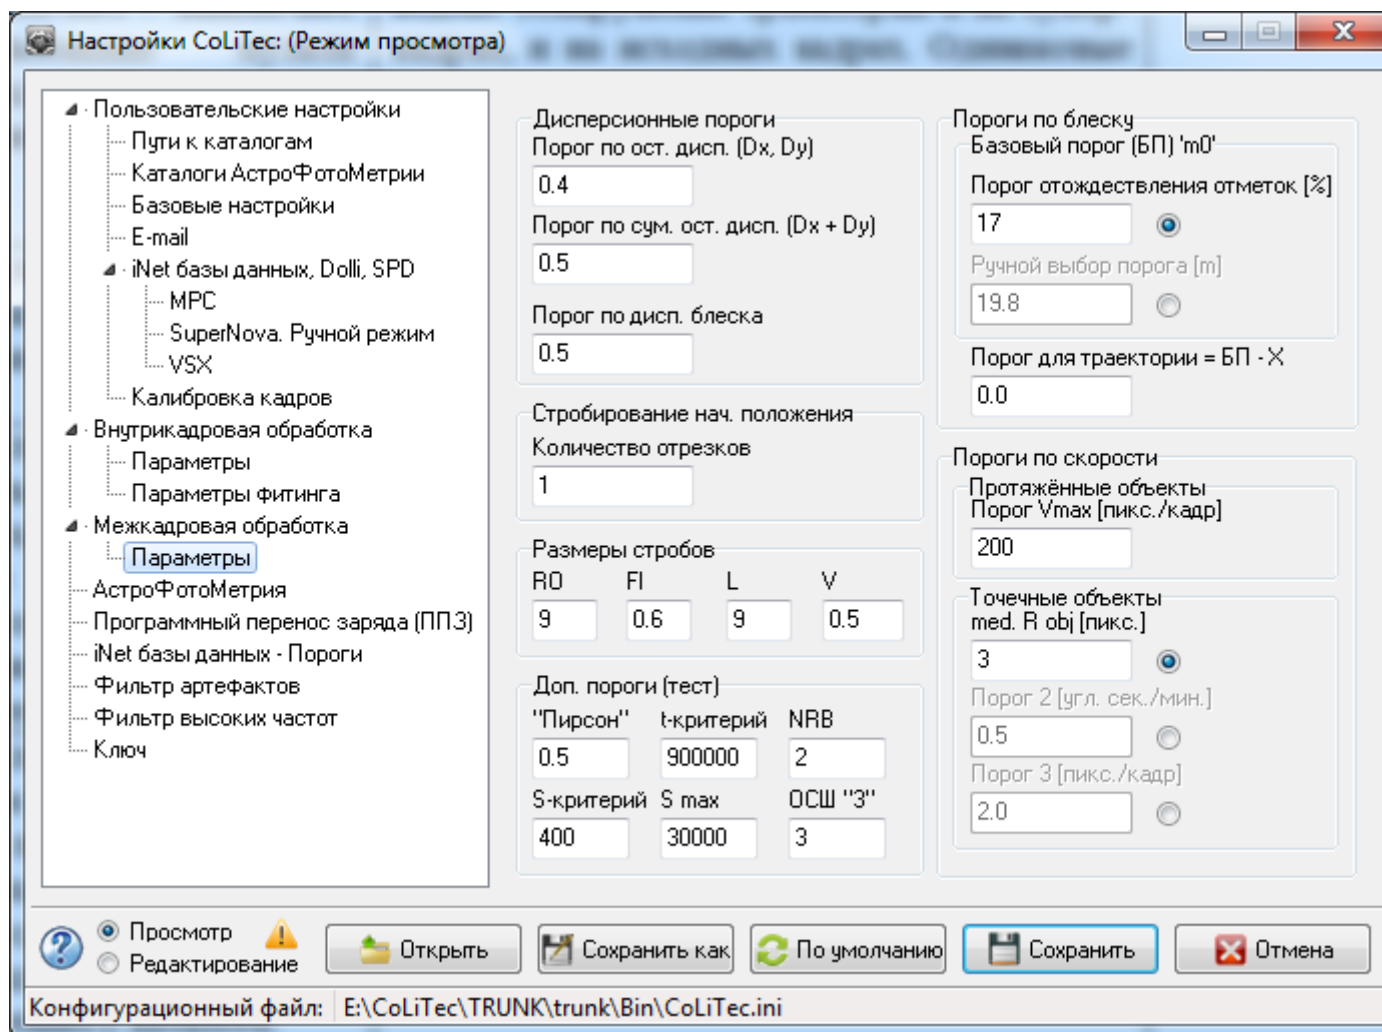 Настройки CoLiTec: (Режим просмотра)
Пользовательские настройки
Пути к каталогам
Каталоги АстроФотоМетрии
Базовые настройки
E-mail
iNet базы данных, Dolli, SPD
MPC
SuperNova. Ручной режим
VSX
Калибровка кадров
Внутрикадровая обработка
Параметры
Параметры фитинга
Межкадровая обработка
Параметры
АстроФотоМетрия
Программный перенос заряда (ППЗ)
iNet базы данных - Пороги
Фильтр артефактов
Фильтр высоких частот
Ключ
Дисперсионные пороги
Порог по ост. дисп. (Dx, Dy)
0.4
Порог по сум. ост. дисп. (Dx + Dy)
0.5
Порог по дисп. блеска
0.5
Стробирование нач. положения
Количество отрезков
1
Размеры стробов
RO FI L V
9 0.6 9 0.5
Доп. пороги (тест)
"Пирсон" t-критерий NRB
0.5 900000 2
S-критерий S max ОСШ "3"
400 30000 3
Пороги по блеску
Базовый порог (БП) 'm0'
Порог отождествления отметок [%]
17
Ручной выбор порога [m]
19.8
Порог для траектории = БП - X
0.0
Пороги по скорости
Протяжённые объекты
Порог Vmax [пикс./кадр]
200
Точечные объекты
med. R obj [пикс.]
3
Порог 2 [угл. сек./мин.]
0.5
Порог 3 [пикс./кадр]
2.0
Просмотр
Редактирование
Открыть Сохранить как По умолчанию Сохранить Отмена
Конфигурационный файл: E:\CoLiTec\TRUNK\trunk\Bin\CoLiTec.ini